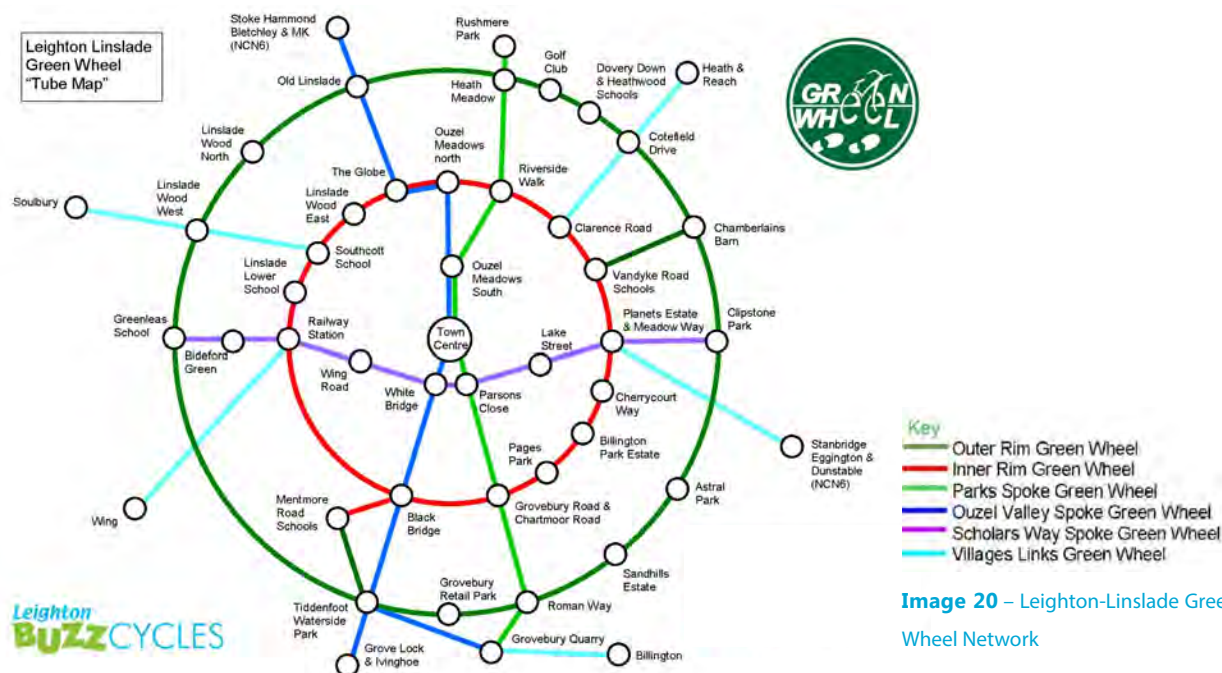 Leighton Linslade
Green Wheel
"Tube Map"
Stoke Hammond
Bletchley & MK
(NCN6)
Rushmere
Park
Golf
Club
Dovery Down
& Heathwood
Schools
Heath &
Reach
GREEN
WHEEL
Old Linslade
Heath
Meadow
Cotefield
Drive
Linslade
Wood
North
Ouzel
Meadows
north
The Globe
Riverside
Walk
Linslade
Wood
West
Linslade
Wood
East
Soulbury
Clarence Road
Chamberlains
Barn
Southcott
School
Linslade
Lower
School
Ouzel
Meadows
South
Vandyke Road
Schools
Greenleas
School
Bideford
Green
Railway
Station
Town
Centre
Lake
Street
Planets Estate
& Meadow Way
Clipstone
Park
Wing
Road
White
Bridge
Parsons
Close
Cherrycourt
Way
Billington
Park Estate
Pages
Park
Stanbridge
Eggington &
Dunstable
(NCN6)
Astral
Park
Wing
Mentmore
Road
Schools
Black
Bridge
Grovebury Road &
Chartmoor Road
Sandhills
Estate
Tiddenfoot
Waterside
Park
Grovebury
Retail Park
Roman Way
Grove Lock
& Ivinghoe
Grovebury Quarry
Billington
Leighton
BUZZCYCLES
Key
Outer Rim Green Wheel
Inner Rim Green Wheel
Parks Spoke Green Wheel
Ouzel Valley Spoke Green Wheel
Scholars Way Spoke Green Wheel
Villages Links Green Wheel
Image 20 – Leighton-Linslade Gree
Wheel Network